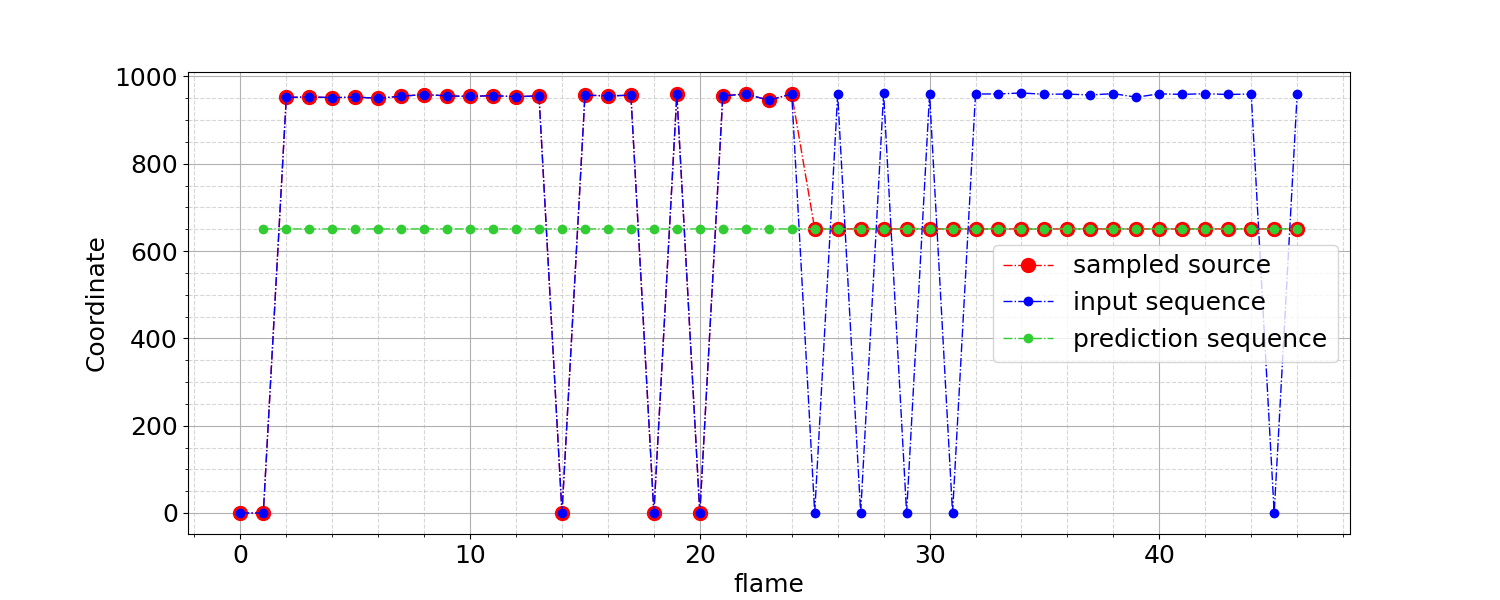 1000
800
600
400
200
0
Coordinate
sampled source
input sequence
prediction sequence
0 10 20 30 40
flame